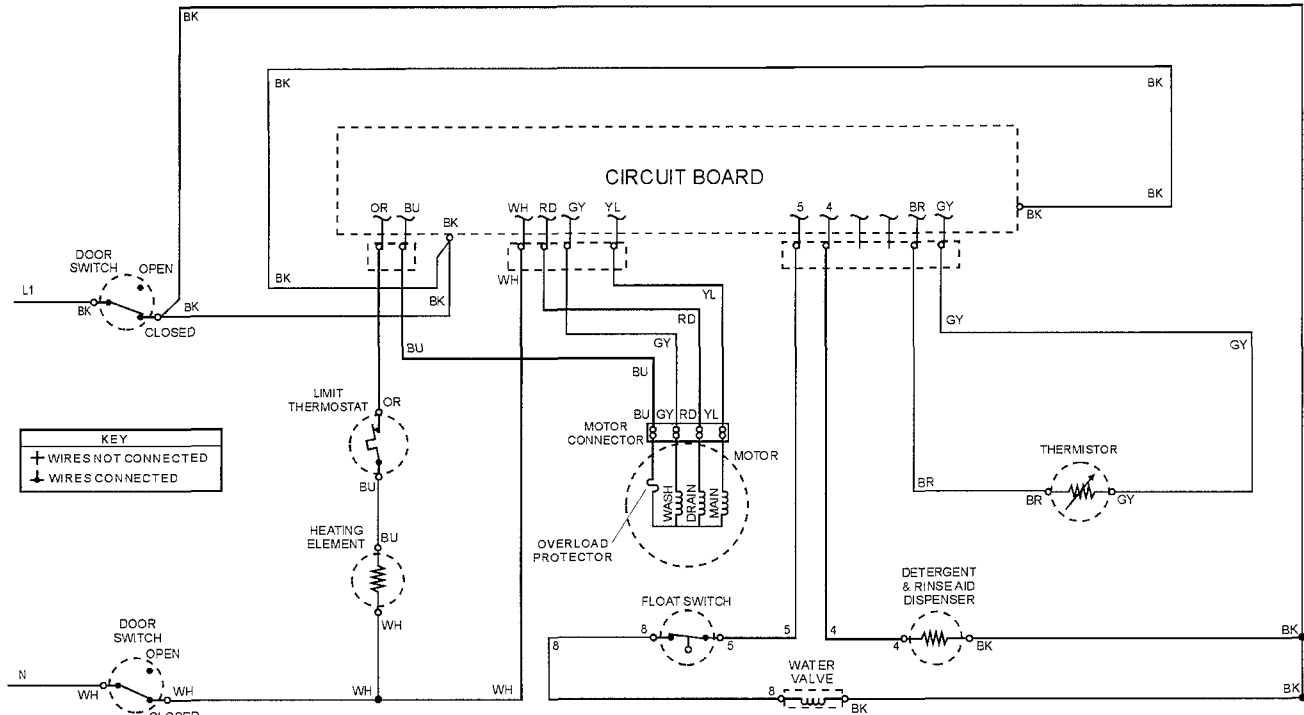 BK
BK
BK
CIRCUIT BOARD
BK
BK
OR
BU
BK
WH
RD
GY
YL
5
4
BR
GY
DOOR
SWITCH
OPEN
L1
BK
BK
CLOSED
BK
BK
WH
YL
RD
GY
BU
BU
GY
GY
LIMIT
THERMOSTAT
OR
BU
BU GY RD YL
MOTOR
CONNECTOR
MOTOR
WASH
DRAIN
MAIN
OVERLOAD
PROTECTOR
KEY
WIRES NOT CONNECTED
WIRES CONNECTED
THERMISTOR
BR
BR
GY
HEATING
ELEMENT
BU
WH
DETERGENT
& RINSE AID
DISPENSER
FLOAT SWITCH
8
8
5
5
4
4
BK
BK
DOOR
SWITCH
OPEN
N
WH
WH
CLOSED
WH
WH
WATER
VALVE
8
BK
BK